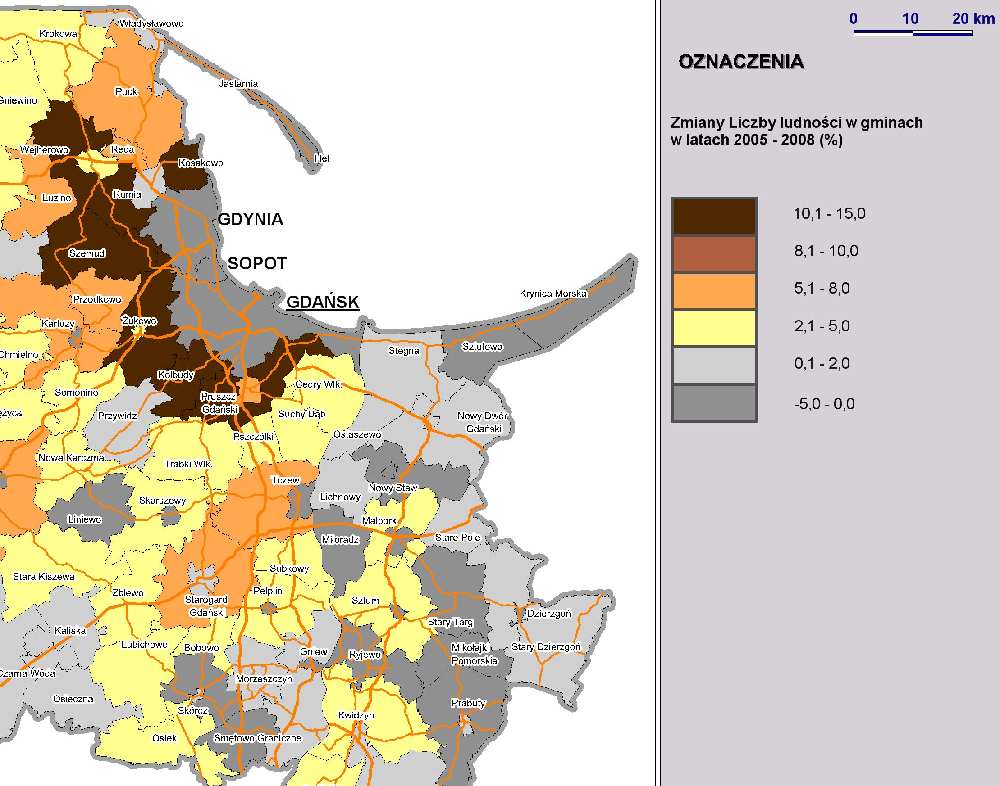 0 10 20 km
OZNACZENIA
Zmiany Liczby ludności w gminach
w latach 2005 - 2008 (%)
10,1 - 15,0
8,1 - 10,0
5,1 - 8,0
2,1 - 5,0
0,1 - 2,0
-5,0 - 0,0
Władysławowo
Krokowa
Jastarnia
Puck
Gniewino
Wejherowo
Reda
Hel
Kosakowo
Rumia
Luzino
GDYNIA
Szemud
SOPOT
Krynica Morska
Przodkowo
GDAŃSK
Żukowo
Kartuzy
Sztutowo
Stegna
Chmielno
Kolbudy
Cedry Wlk.
Somonino
Pruszcz
Gdański
ężyca
Przywidz
Suchy Dąb
Nowy Dwór
Gdański
Ostaszewo
Pszczółki
Nowa Karczma
Trąbki Wlk.
Tczew
Nowy Staw
Lichnowy
Skarszewy
Liniewo
Malbork
Miłoradz
Stare Pole
Subkowy
Stara Kiszewa
Zblewo
Pelplin
Starogard
Gdański
Sztum
Dzierzgoń
Stary Targ
Kaliska
Lubichowo
Bobowo
Gniew
Ryjewo
Mikołajki
Pomorskie
Stary Dzierzgoń
Czarna Woda
Morzeszczyn
Osieczna
Skórcz
Prabuty
Kwidzyn
Osiek
Smętowo Graniczne